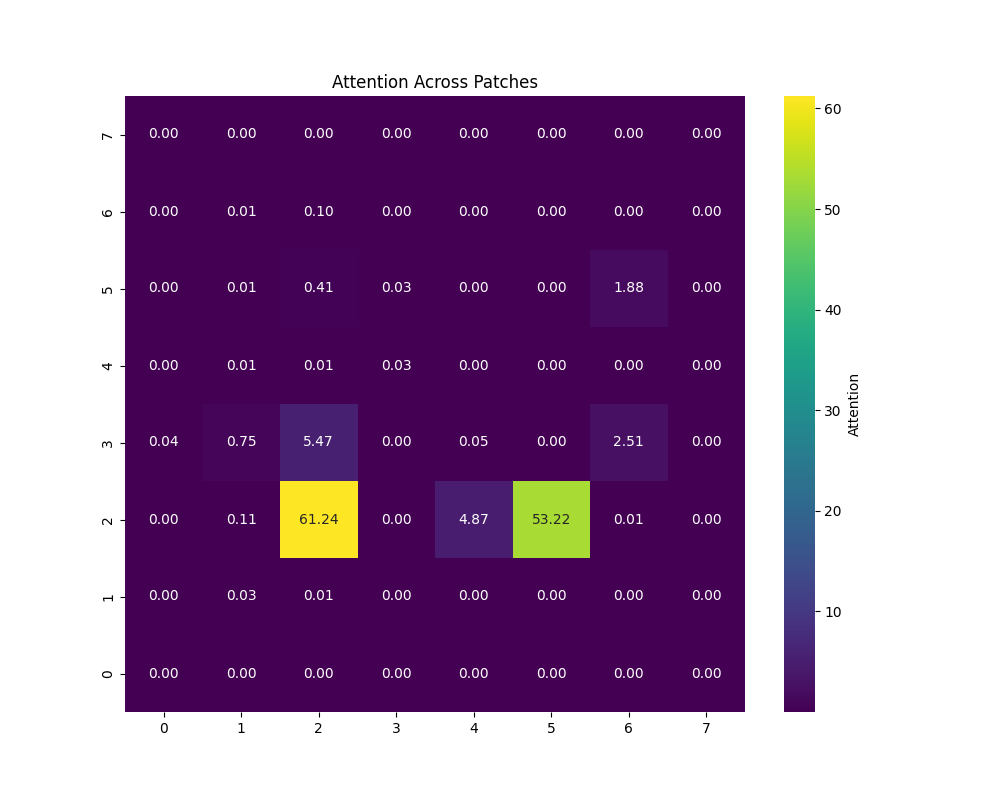 Attention Across Patches
7 0.00 0.00 0.00 0.00 0.00 0.00 0.00 0.00
6 0.00 0.01 0.10 0.00 0.00 0.00 0.00 0.00
5 0.00 0.01 0.41 0.03 0.00 0.00 1.88 0.00
4 0.00 0.01 0.01 0.03 0.00 0.00 0.00 0.00
3 0.04 0.75 5.47 0.00 0.05 0.00 2.51 0.00
2 0.00 0.11 61.24 0.00 4.87 53.22 0.01 0.00
1 0.00 0.03 0.01 0.00 0.00 0.00 0.00 0.00
0 0.00 0.00 0.00 0.00 0.00 0.00 0.00 0.00
0 1 2 3 4 5 6 7
60
50
40
30
20
10
Attention